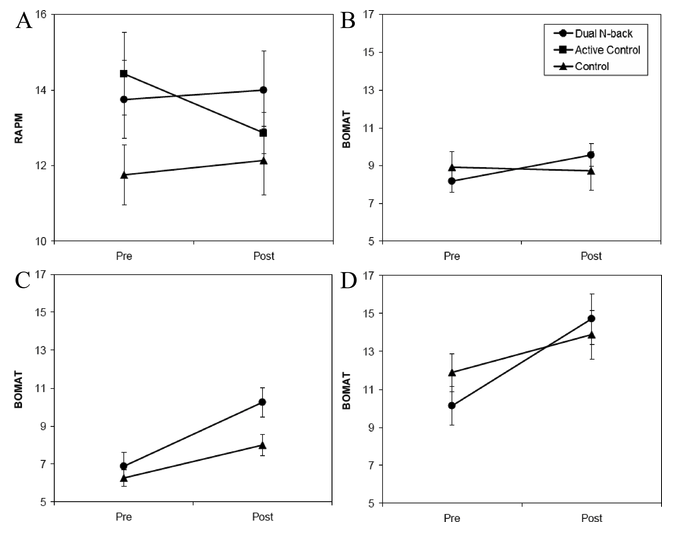 A
16
14
12
10
RAPM
Pre
Post
B
17
15
13
11
9
7
5
BOMAT
Pre
Post
Dual N-back
Active Control
Control
C
17
15
13
11
9
7
5
BOMAT
Pre
Post
D
17
15
13
11
9
7
5
BOMAT
Pre
Post